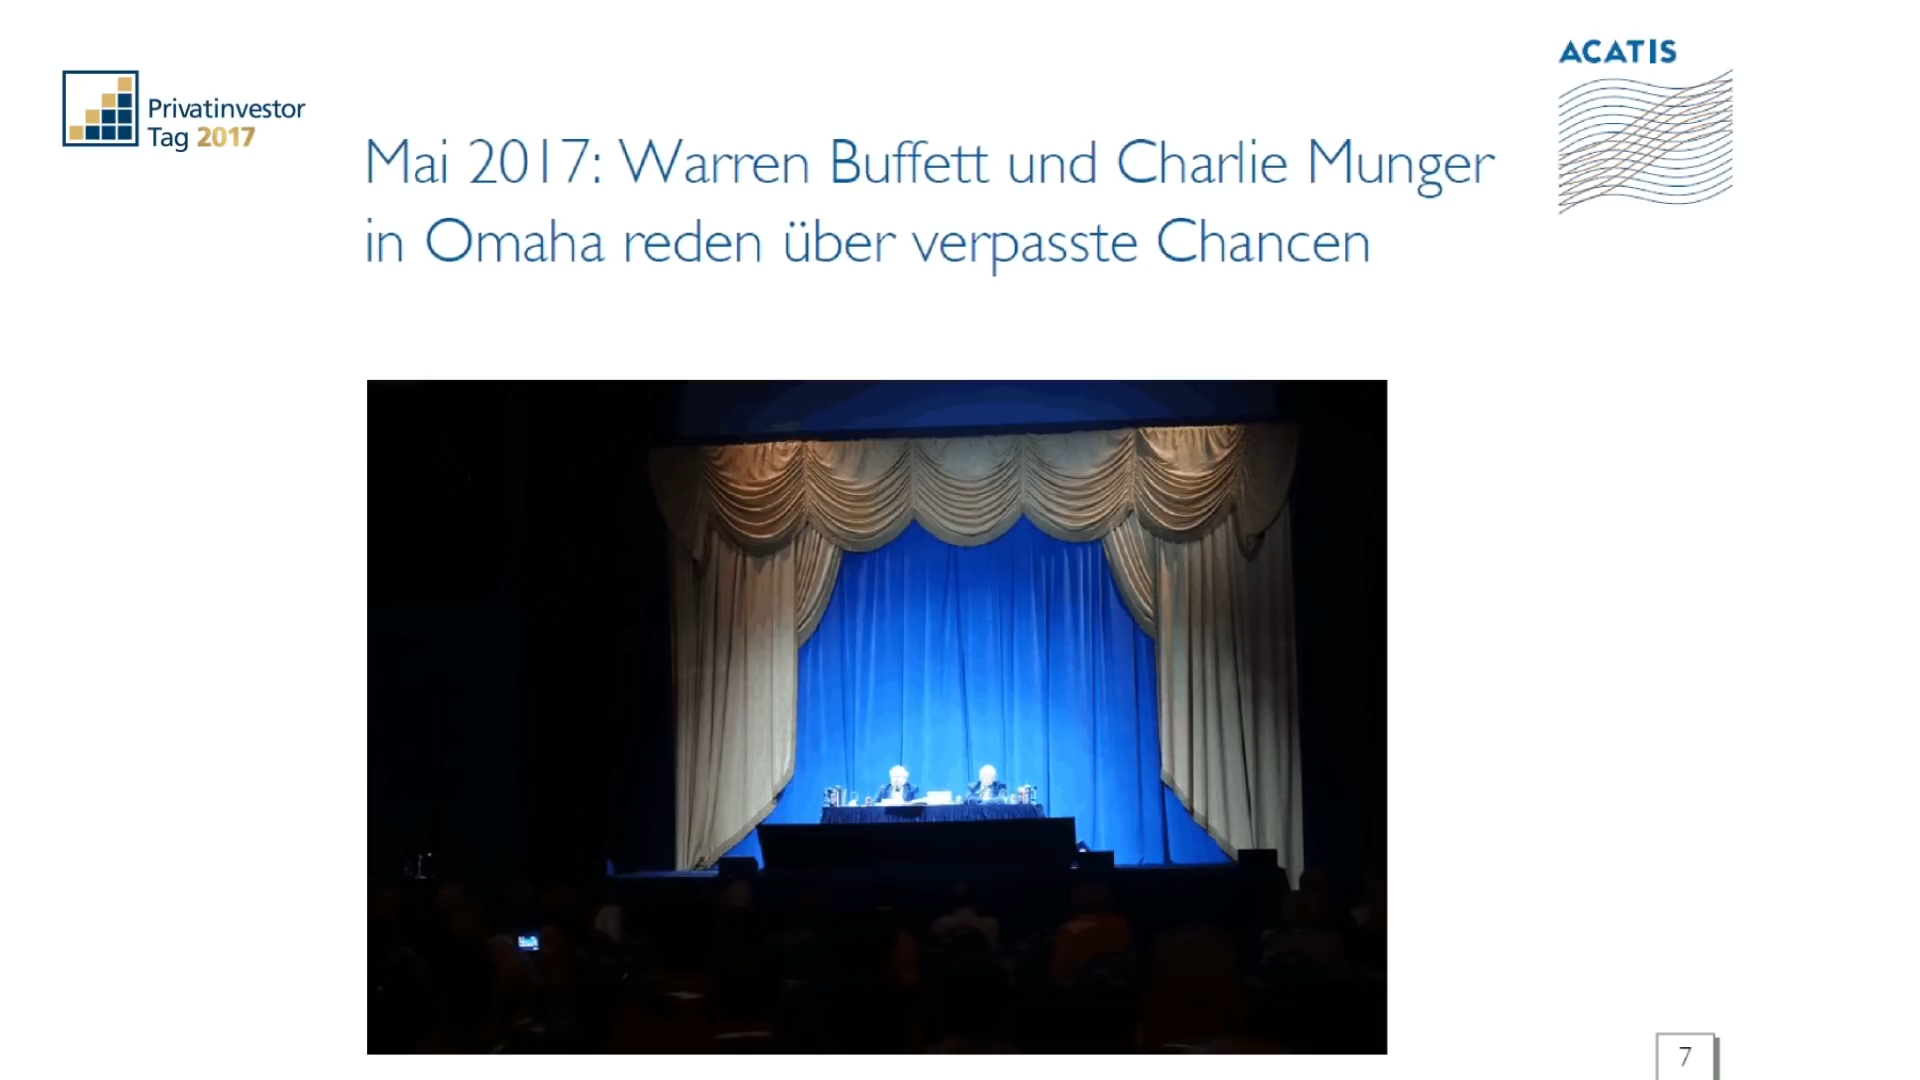 Privatinvestor
Tag 2017
ACATIS
Mai 2017: Warren Buffett und Charlie Munger
in Omaha reden über verpasste Chancen
7